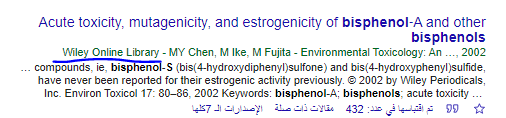 Acute toxicity, mutagenicity, and estrogenicity of bisphenol-A and other
bisphenols
Wiley Online Library - MY Chen, M Ike, M Fujita - Environmental Toxicology: An …, 2002
… compounds, ie, bisphenol-S (bis(4-hydroxydiphenyl)sulfone) and bis(4-hydroxyphenyl)sulfide,
have never been reported for their estrogenic activity previously. © 2002 by Wiley Periodicals,
Inc. Environ Toxicol 17: 80–86, 2002 Keywords: bisphenol-A; bisphenols; acute toxicity …
تم اقتباسها في عدد: 432 مقالات ذات صلة الإصدارات الـ 7كلها